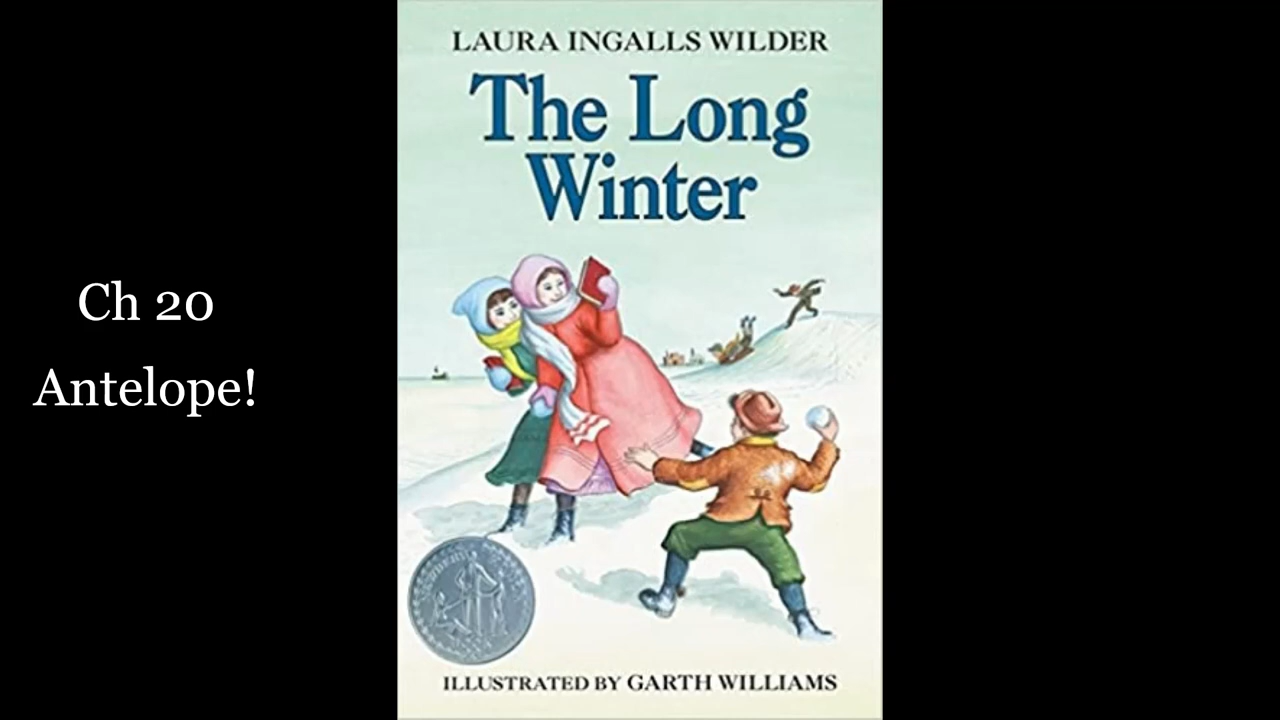 Ch 20
Antelope!
LAURA INGALLS WILDER
The Long
Winter
ILLUSTRATED BY GARTH WILLIAMS